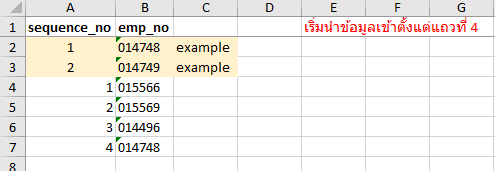 A B C D E F G
1 sequence_no emp_no เริ่มนำข้อมูลเข้าตั้งแต่แถวที่ 4
2 1 014748 example
3 2 014749 example
4 1 015566
5 2 015569
6 3 014496
7 4 014748
8